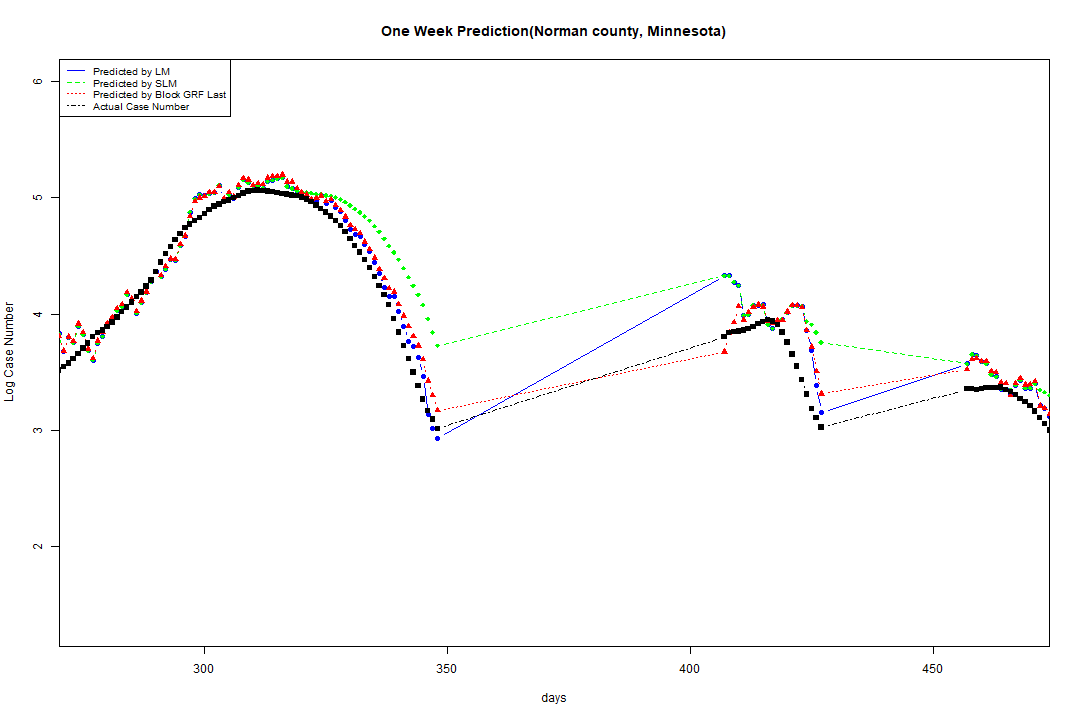 One Week Prediction(Norman county, Minnesota)
Predicted by LM
Predicted by SLM
Predicted by Block GRF Last
Actual Case Number
6
5
4
3
2
Log Case Number
300 350 400 450
days